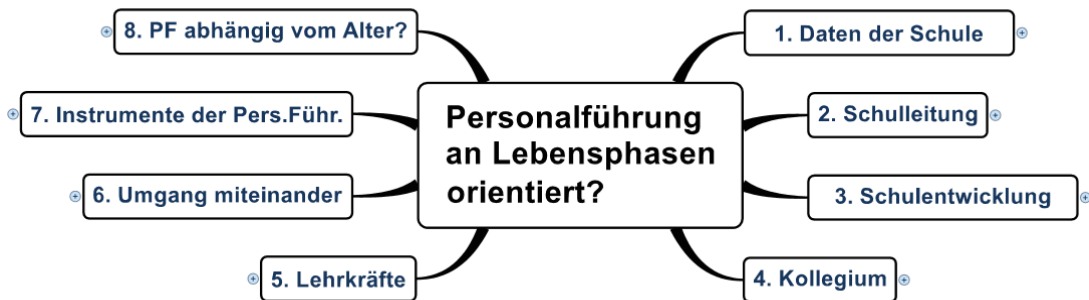 Personalführung
an Lebensphasen
orientiert?
1. Daten der Schule
2. Schulleitung
3. Schulentwicklung
4. Kollegium
5. Lehrkräfte
6. Umgang miteinander
7. Instrumente der Pers.Führ.
8. PF abhängig vom Alter?